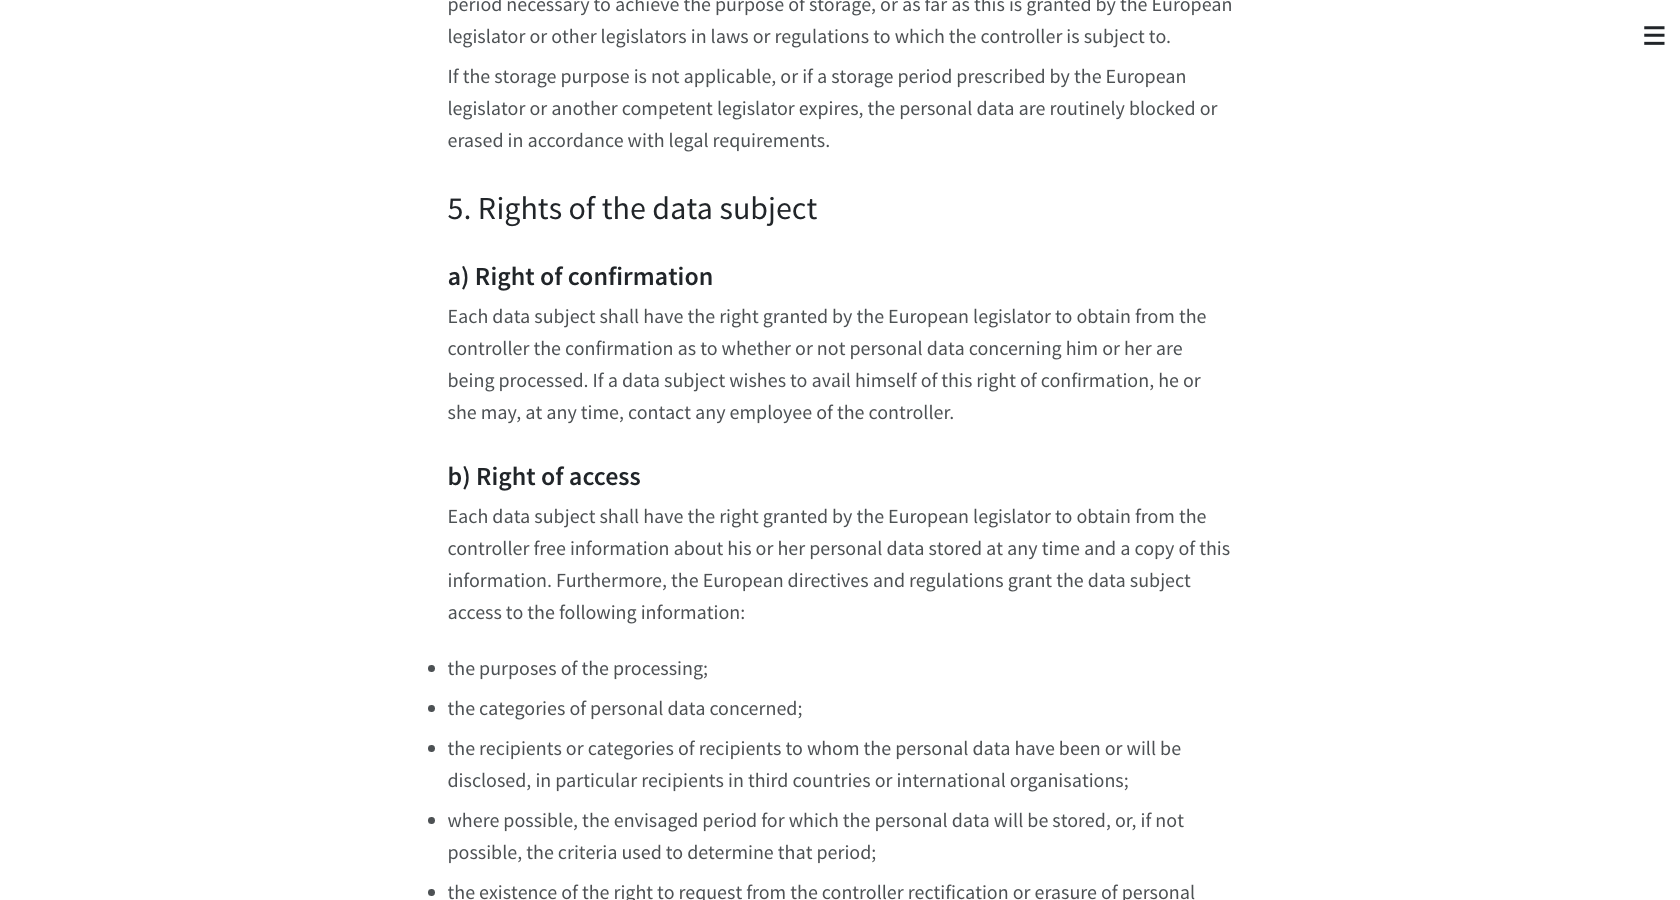 period necessary to achieve the purpose of storage, or as far as this is granted by the European
legislator or other legislators in laws or regulations to which the controller is subject to.
If the storage purpose is not applicable, or if a storage period prescribed by the European
legislator or another competent legislator expires, the personal data are routinely blocked or
erased in accordance with legal requirements.
5. Rights of the data subject
a) Right of confirmation
Each data subject shall have the right granted by the European legislator to obtain from the
controller the confirmation as to whether or not personal data concerning him or her are
being processed. If a data subject wishes to avail himself of this right of confirmation, he or
she may, at any time, contact any employee of the controller.
b) Right of access
Each data subject shall have the right granted by the European legislator to obtain from the
controller free information about his or her personal data stored at any time and a copy of this
information. Furthermore, the European directives and regulations grant the data subject
access to the following information:
• the purposes of the processing;
• the categories of personal data concerned;
• the recipients or categories of recipients to whom the personal data have been or will be
disclosed, in particular recipients in third countries or international organisations;
• where possible, the envisaged period for which the personal data will be stored, or, if not
possible, the criteria used to determine that period;
• the existence of the right to request from the controller rectification or erasure of personal